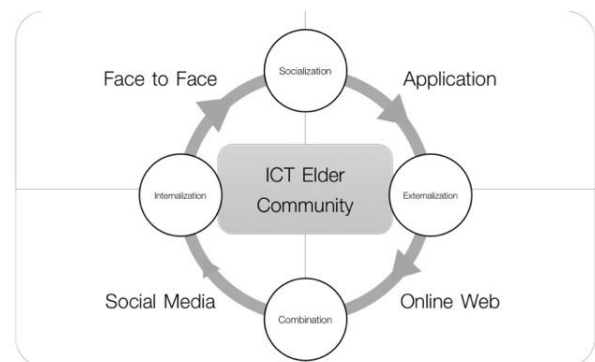 Socialization
Face to Face
Application
ICT Elder
Community
Internalization
Externalization
Social Media
Online Web
Combination